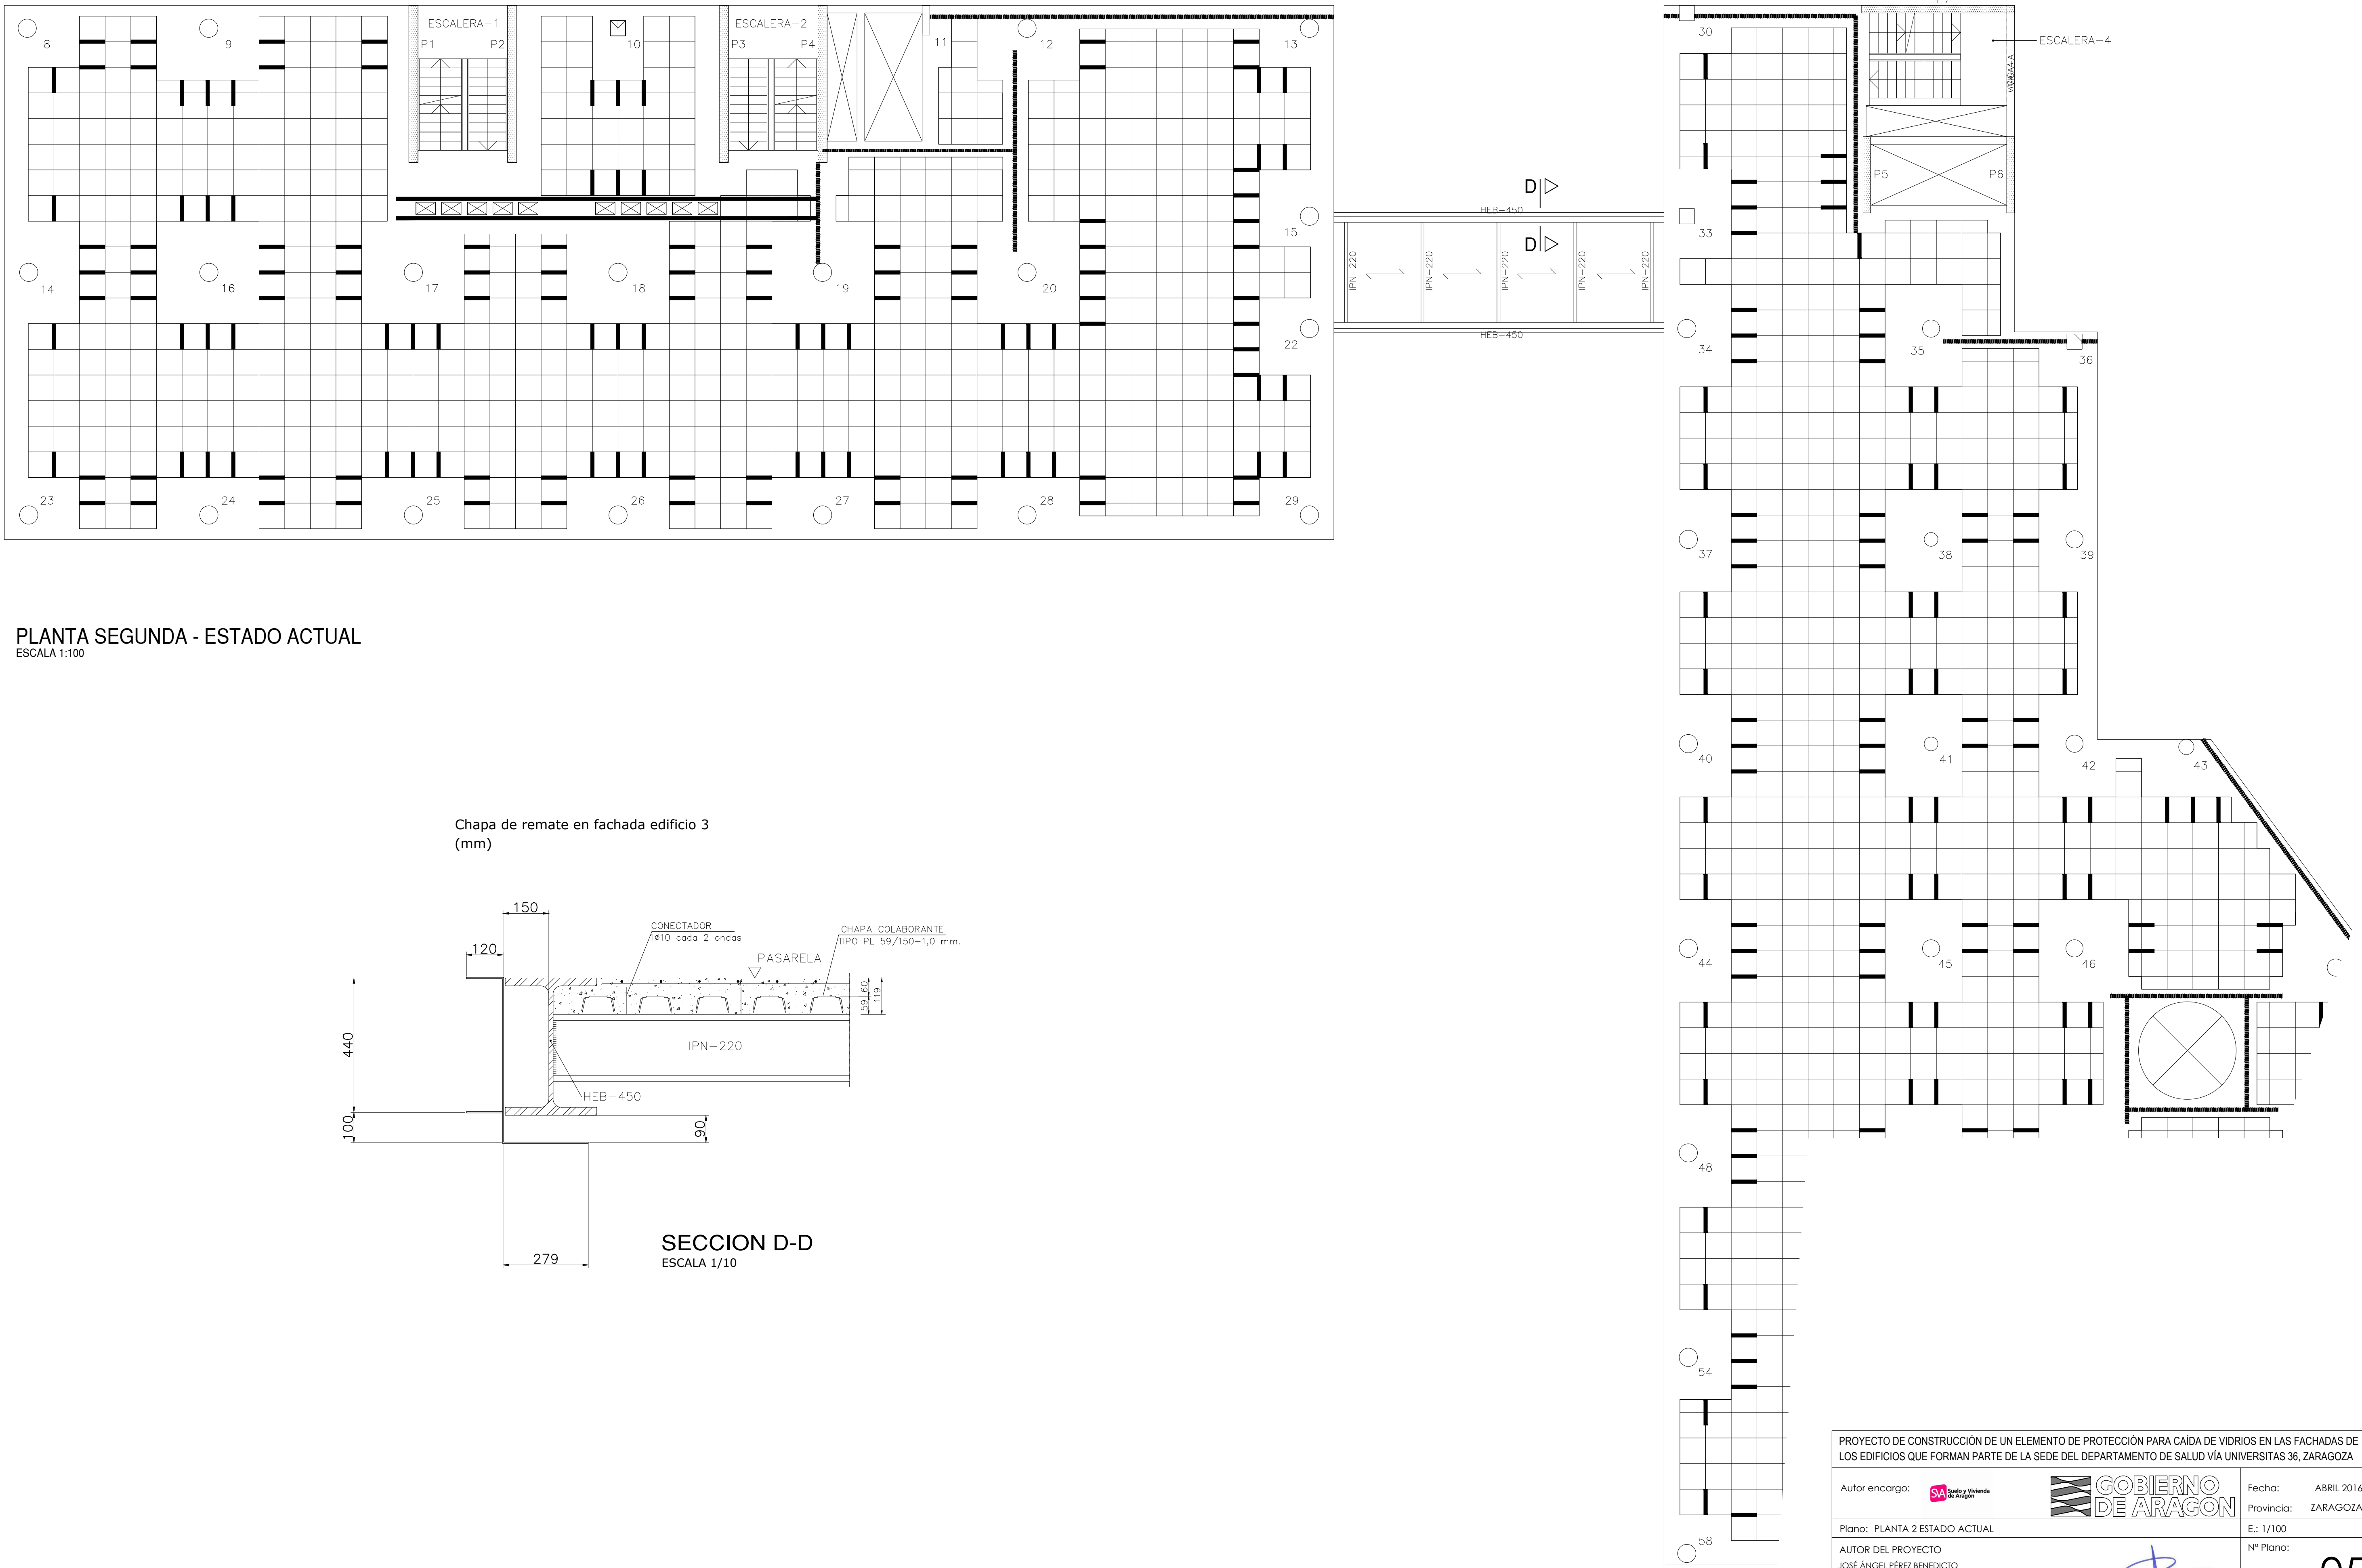 ESCALERA-1
ESCALERA-2
8
9
P1
P2
10
P3
P4
11
12
13
30
ESCALERA-4
P5
P6
D
HEB-450
D
15
33
IPN-220
IPN-220
IPN-220
IPN-220
IPN-220
14
16
17
18
19
20
22
HEB-450
34
35
36
23
24
25
26
27
28
29
37
38
39
PLANTA SEGUNDA - ESTADO ACTUAL
ESCALA 1:100
40
41
42
43
Chapa de remate en fachada edificio 3
(mm)
150
120
CONECTADOR
1ø10 cada 2 ondas
CHAPA COLABORANTE
TIPO PL 59/150-1,0 mm.
PASARELA
59
60
119
44
45
46
440
IPN-220
HEB-450
100
90
48
279
SECCION D-D
ESCALA 1/10
54
58
PROYECTO DE CONSTRUCCIÓN DE UN ELEMENTO DE PROTECCIÓN PARA CAÍDA DE VIDRIOS EN LAS FACHADAS DE
LOS EDIFICIOS QUE FORMAN PARTE DE LA SEDE DEL DEPARTAMENTO DE SALUD VÍA UNIVERSITAS 36, ZARAGOZA
Autor encargo:
SVA Suelo y Vivienda
de Aragón
GOBIERNO
DE ARAGON
Fecha: ABRIL 2016
Provincia: ZARAGOZA
Plano: PLANTA 2 ESTADO ACTUAL
E.: 1/100
AUTOR DEL PROYECTO
JOSÉ ÁNGEL PÉREZ BENEDICTO
Nº Plano: